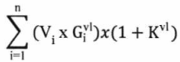 n
∑ (Vᵢ x Gᵢᵛˡ)x(1 + Kᵛˡ)
i=1